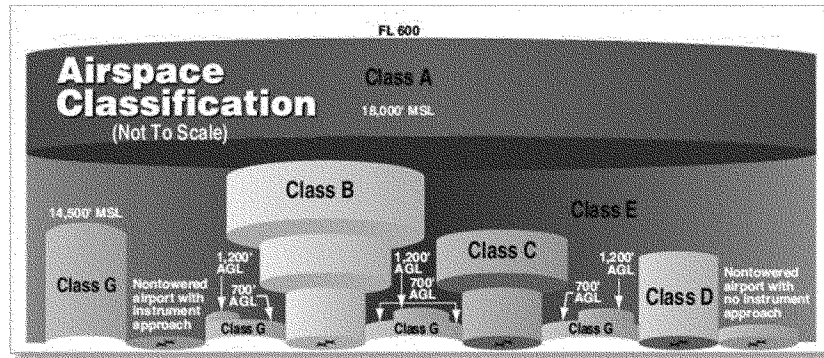 FL 600
Airspace
Classification
(Not To Scale)
Class A
18,000' MSL
Class B
Class E
14,500' MSL
Class G
Nontowered
airport with
instrument
approach
1,200'
AGL
700'
AGL
Class G
1,200'
AGL
700'
AGL
Class G
Class C
700'
AGL
1,200'
AGL
Class G
Class D
Nontowered
airport with
no instrument
approach